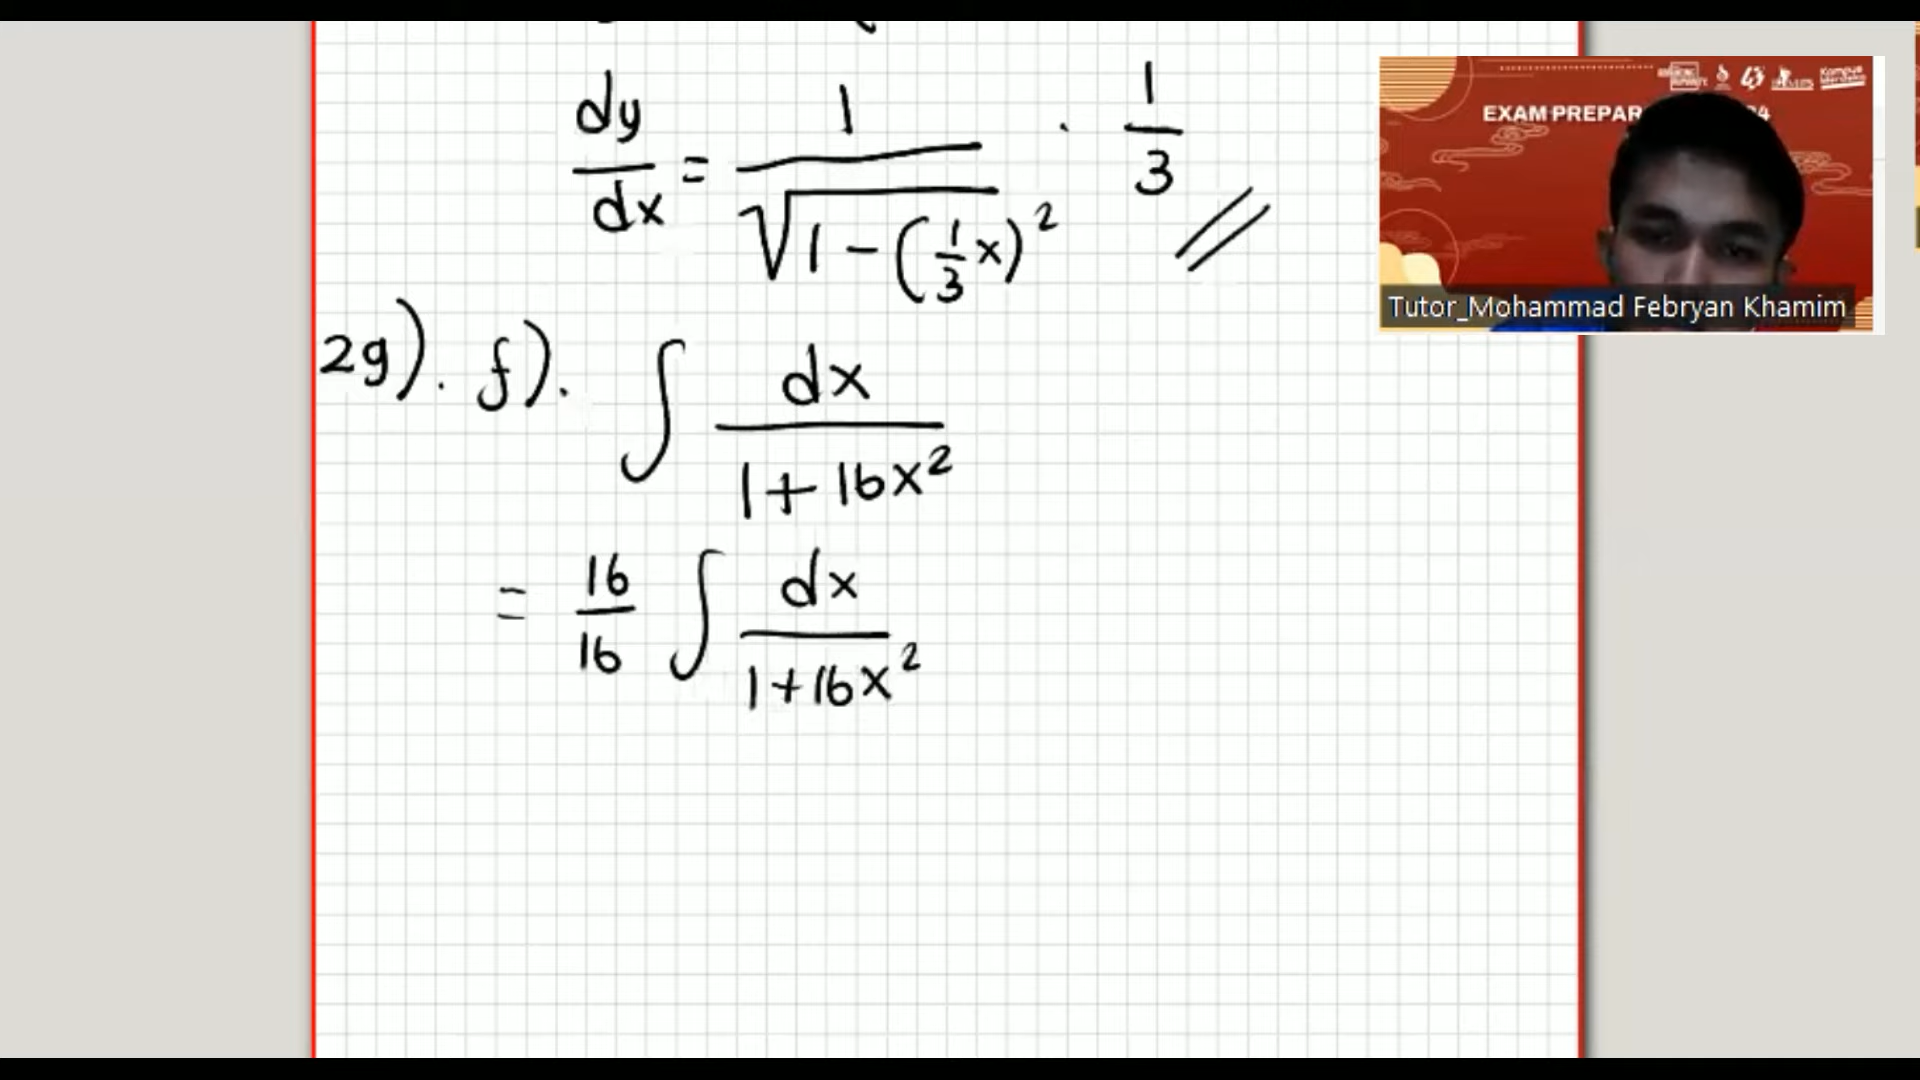 dy/dx = 1/√(1 - (1/3 x)²) · 1/3 //
2g). f). ∫ dx/(1 + 16x²)
= 16/16 ∫ dx/(1+16x²)
EXAM PREPAR
Tutor_Mohammad Febryan Khamim